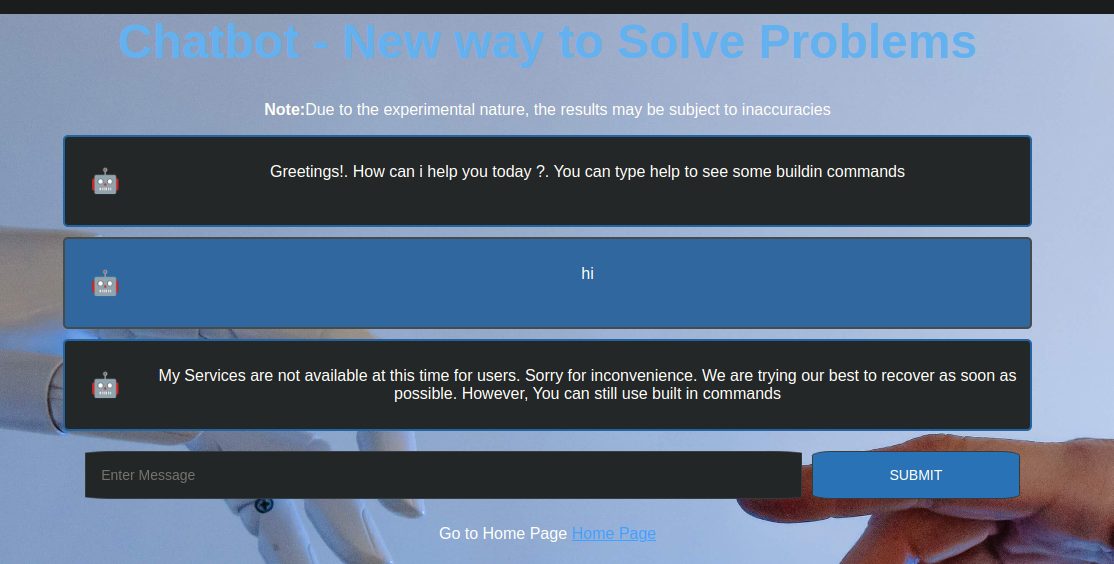 Chatbot - New way to Solve Problems
Note:Due to the experimental nature, the results may be subject to inaccuracies
Greetings!. How can i help you today ?. You can type help to see some buildin commands
hi
My Services are not available at this time for users. Sorry for inconvenience. We are trying our best to recover as soon as
possible. However, You can still use built in commands
Enter Message
SUBMIT
Go to Home Page Home Page